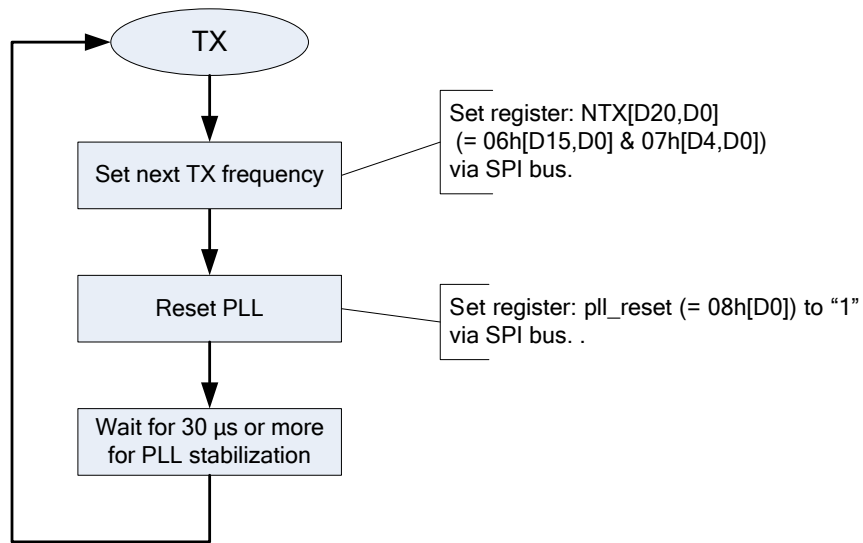 TX
Set next TX frequency
Set register: NTX[D20,D0]
(= 06h[D15,D0] & 07h[D4,D0])
via SPI bus.
Reset PLL
Set register: pll_reset (= 08h[D0]) to “1”
via SPI bus. .
Wait for 30 µs or more
for PLL stabilization